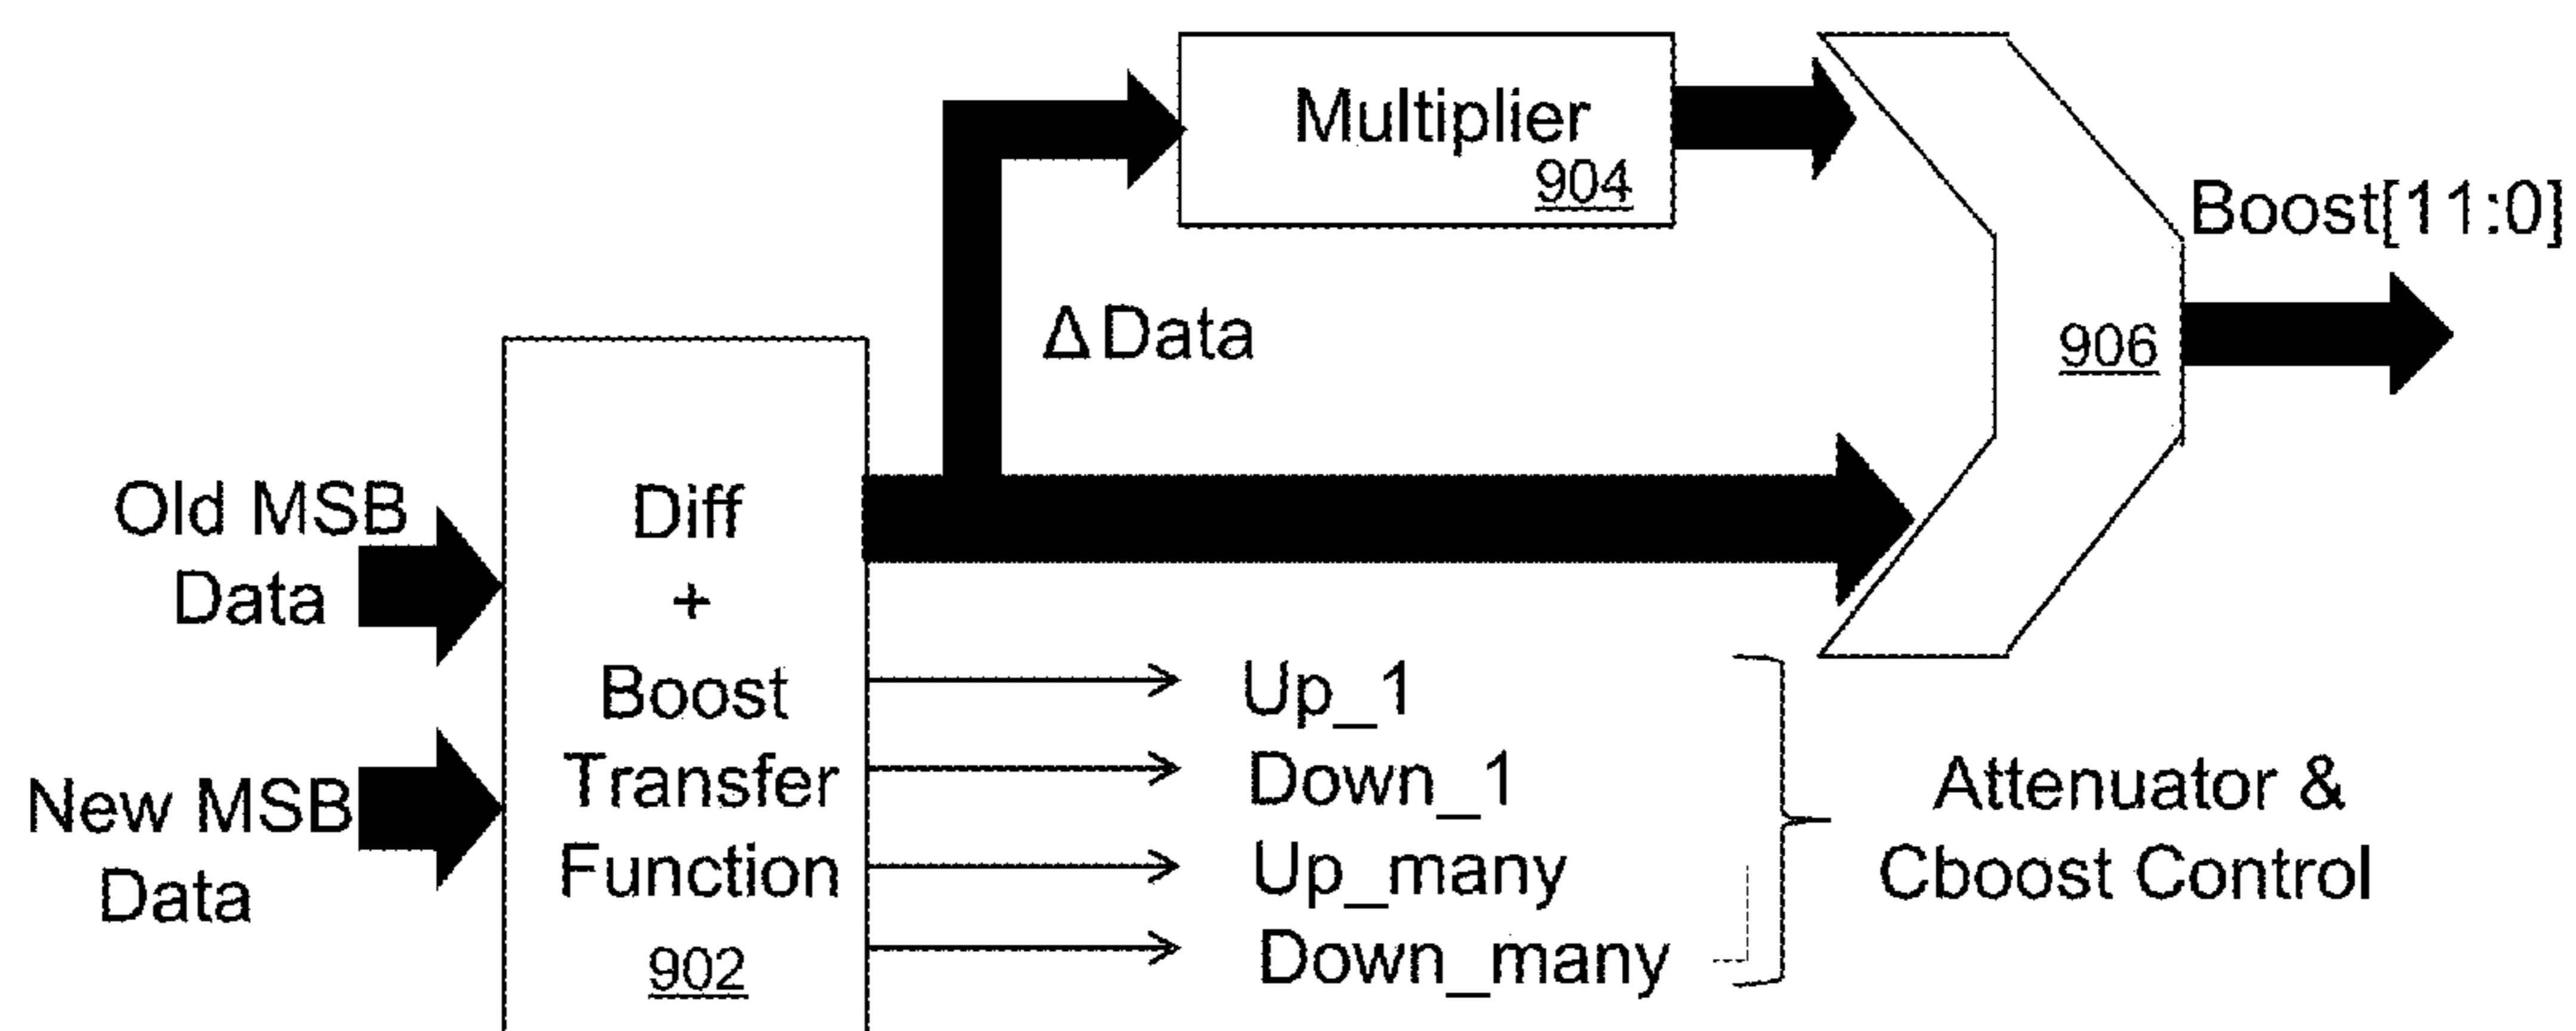 Multiplier
904
Boost[11:0]
Δ Data
906
Old MSB
Data
New MSB
Data
Diff
+
Boost
Transfer
Function
902
Up_1
Down_1
Up_many
Down_many
Attenuator &
Cboost Control